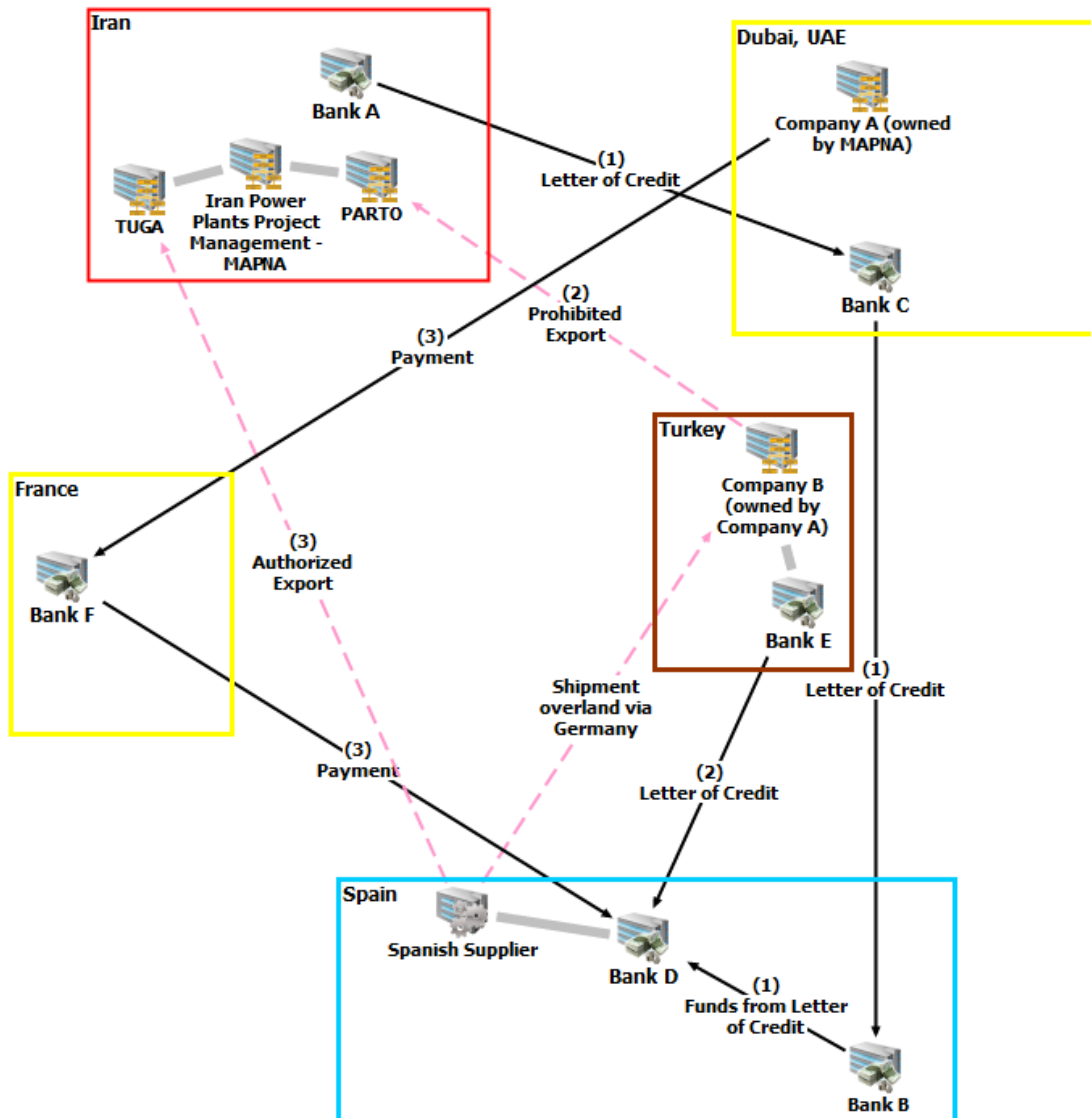 Iran
Bank A
TUGA
Iran Power
Plants Project
Management -
MAPNA
PARTO
Dubai, UAE
Company A (owned
by MAPNA)
(1)
Letter of Credit
Bank C
(2)
Prohibited
Export
(3)
Payment
Turkey
Company B
(owned by
Company A)
Bank E
France
Bank F
(3)
Authorized
Export
Shipment
overland via
Germany
(1)
Letter of Credit
(3)
Payment
(2)
Letter of Credit
Spain
Spanish Supplier
Bank D
(1)
Funds from Letter
of Credit
Bank B